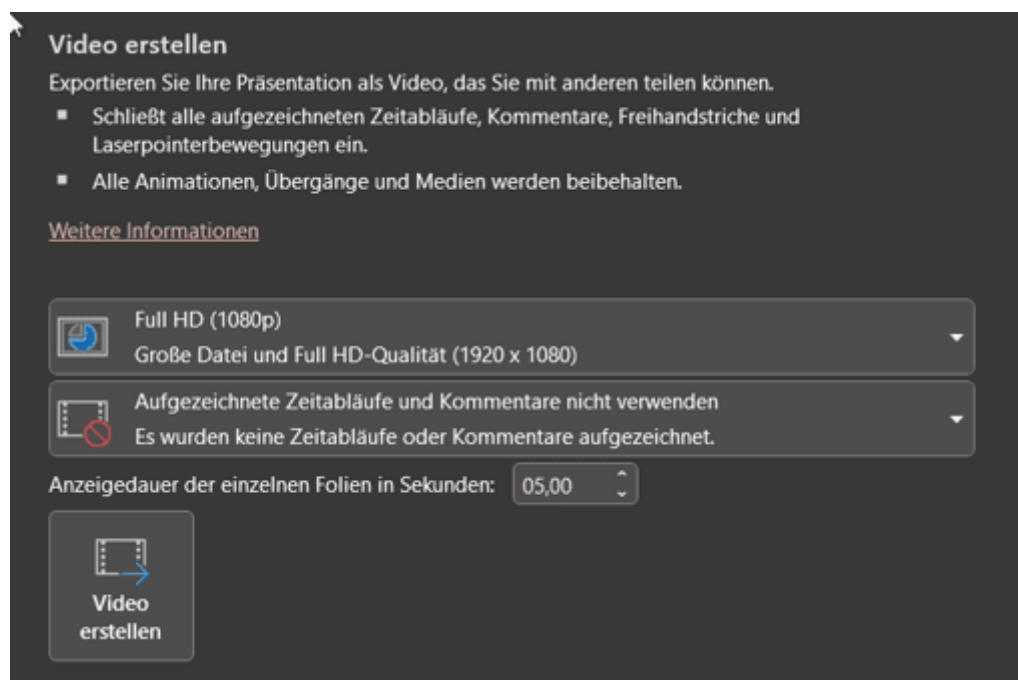 Video erstellen
Exportieren Sie Ihre Präsentation als Video, das Sie mit anderen teilen können.
Schließt alle aufgezeichneten Zeitabläufe, Kommentare, Freihandstriche und
Laserpointerbewegungen ein.
Alle Animationen, Übergänge und Medien werden beibehalten.
Weitere Informationen
Full HD (1080p)
Große Datei und Full HD-Qualität (1920 x 1080)
Aufgezeichnete Zeitabläufe und Kommentare nicht verwenden
Es wurden keine Zeitabläufe oder Kommentare aufgezeichnet.
Anzeigedauer der einzelnen Folien in Sekunden: 05,00
Video
erstellen